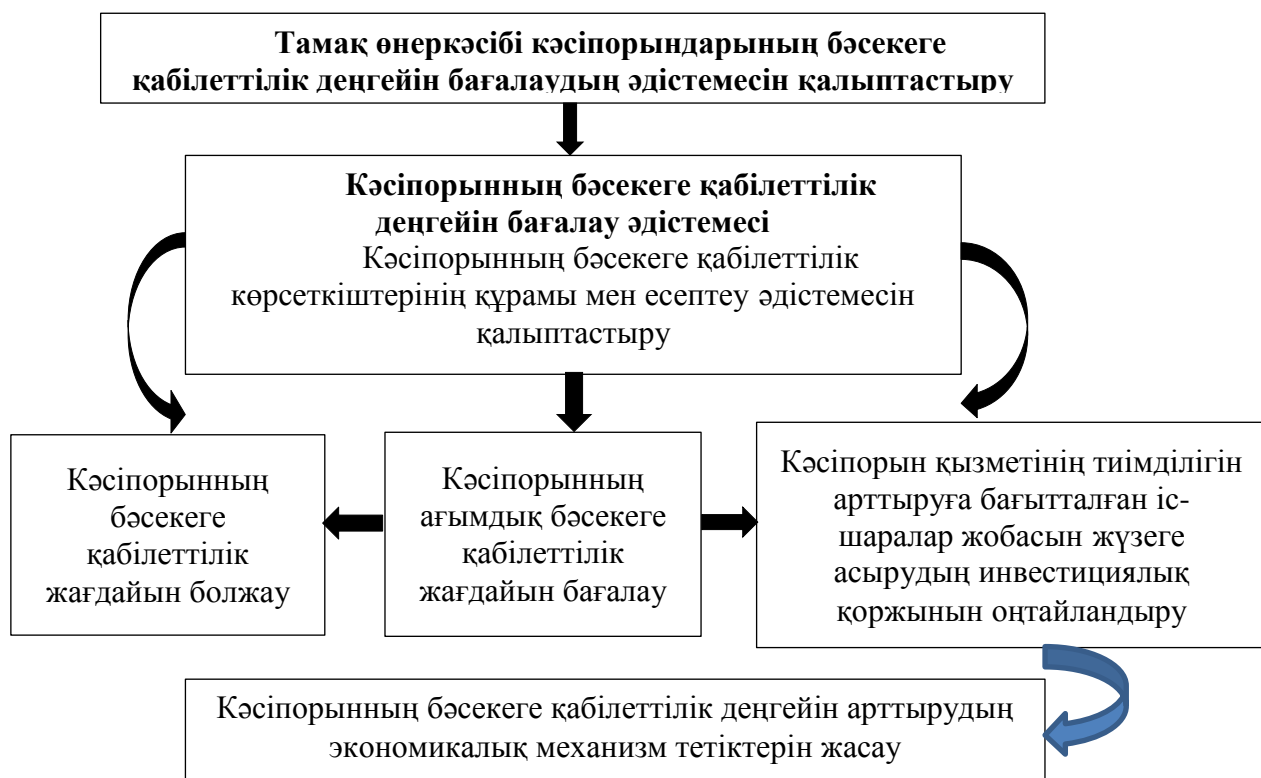 Тамақ өнеркәсібі кәсіпорындарының бәсекеге
қабілеттілік деңгейін бағалаудың әдістемесін қалыптастыру
Кәсіпорынның бәсекеге қабілеттілік
деңгейін бағалау әдістемесі
Кәсіпорынның бәсекеге қабілеттілік
көрсеткіштерінің құрамы мен есептеу әдістемесін
қалыптастыру
Кәсіпорынның
бәсекеге
қабілеттілік
жағдайын болжау
Кәсіпорынның
ағымдық бәсекеге
қабілеттілік
жағдайын бағалау
Кәсіпорын қызметінің тиімділігін
арттыруға бағытталған іс-
шаралар жобасын жүзеге
асырудың инвестициялық
қоржынын оңтайландыру
Кәсіпорынның бәсекеге қабілеттілік деңгейін арттырудың
экономикалық механизм тетіктерін жасау